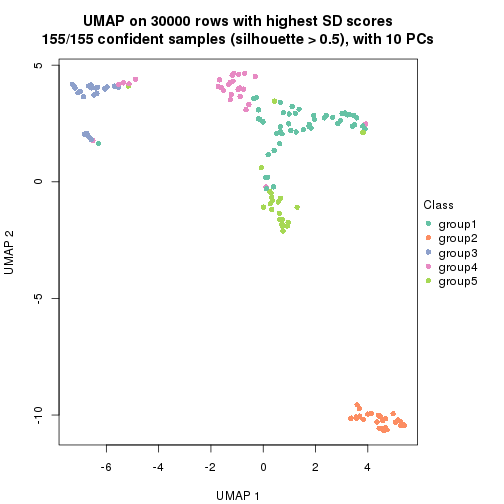 UMAP on 30000 rows with highest SD scores
155/155 confident samples (silhouette > 0.5), with 10 PCs
5
0
-5
-10
UMAP 2
-6
-4
-2
0
2
4
UMAP 1
Class
group1
group2
group3
group4
group5